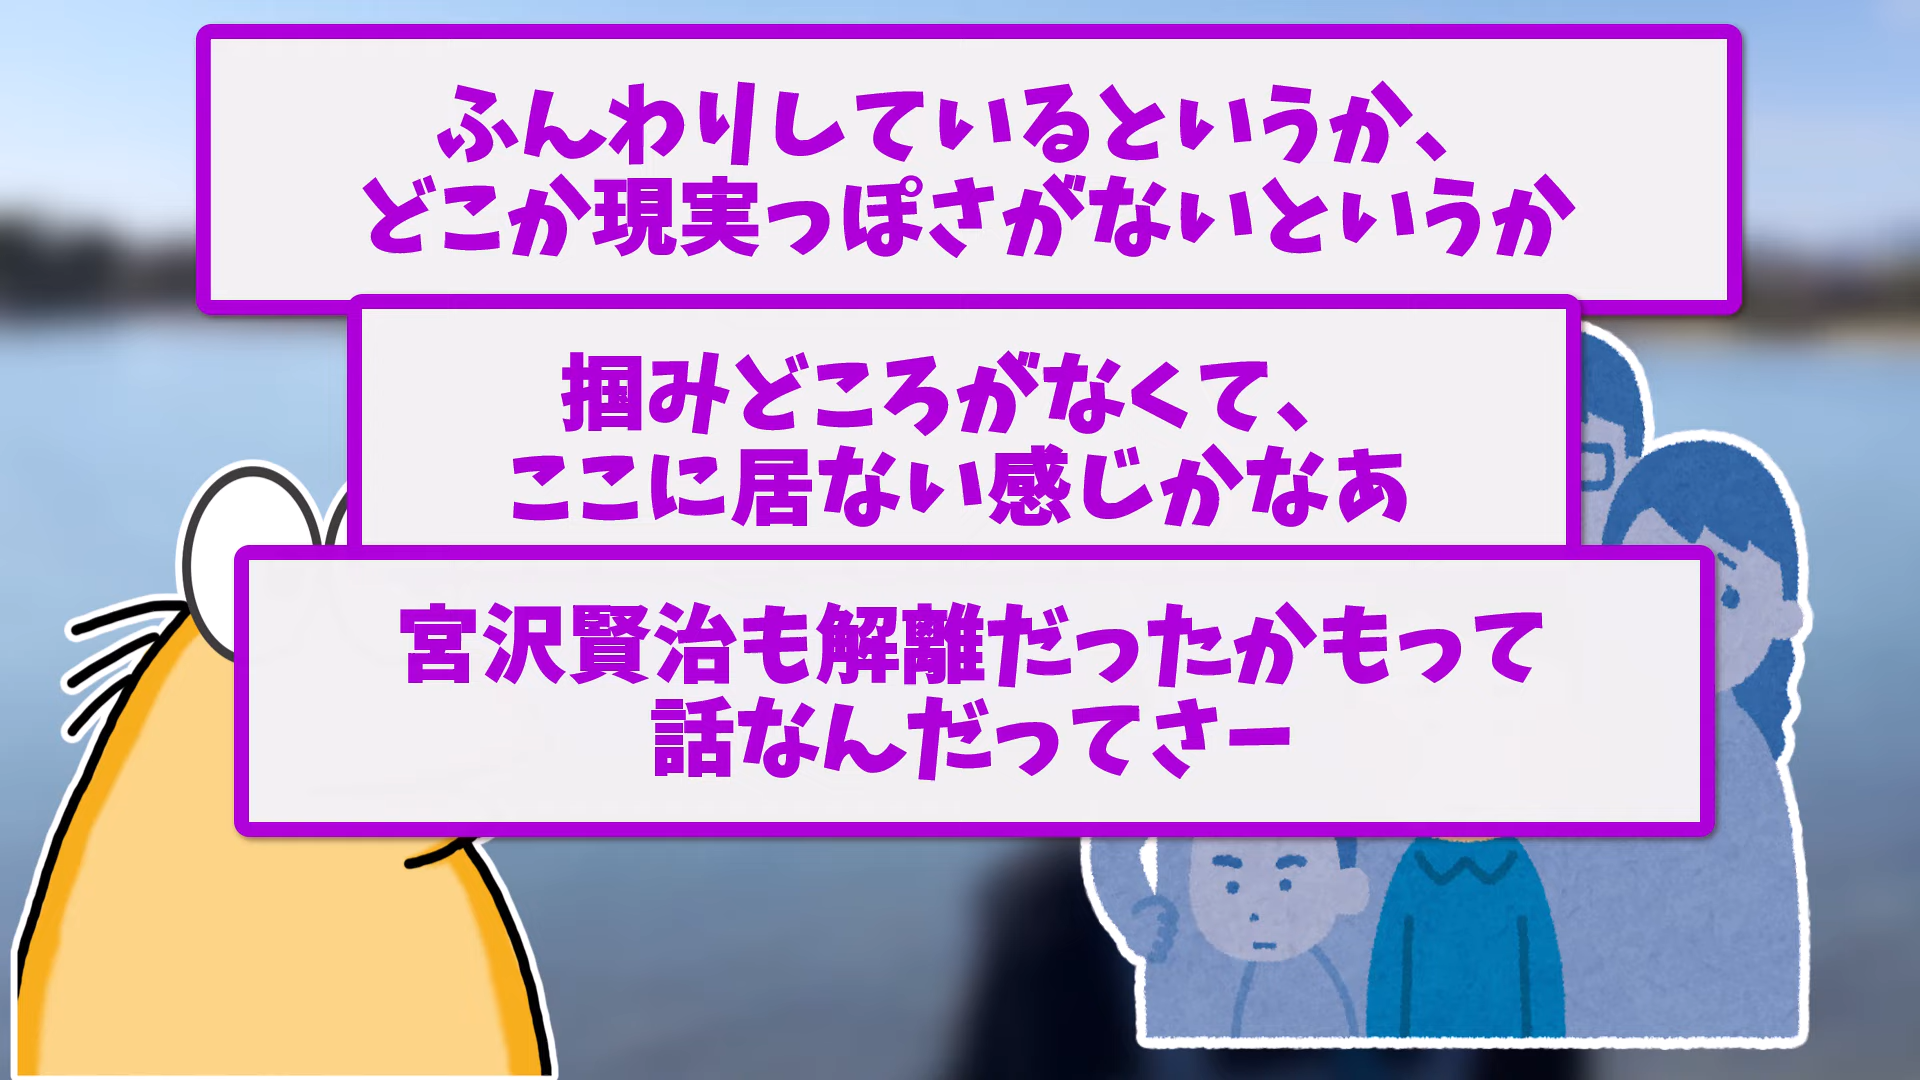 ふんわりしているというか、
どこか現実っぽさがないというか
掴みどころがなくて、
ここに居ない感じかなあ
宮沢賢治も解離だったかもって
話なんだってさー